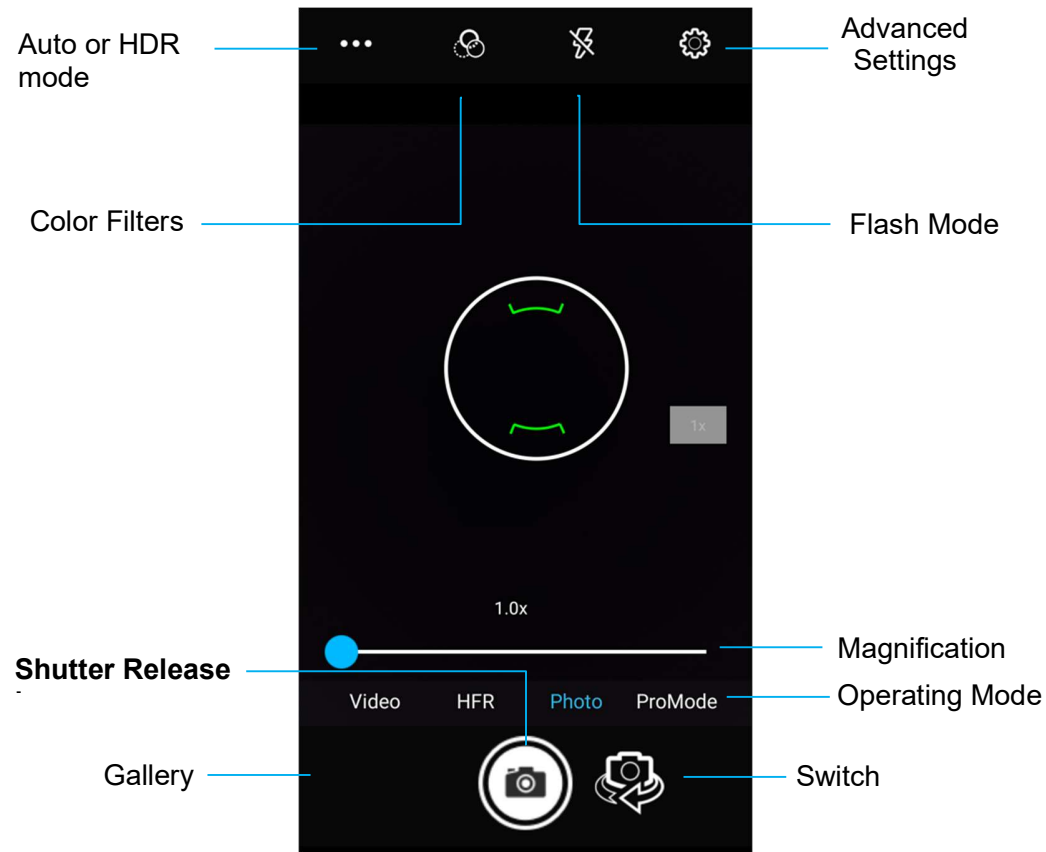 Auto or HDR
mode
Advanced
Settings
Color Filters
Flash Mode
1x
1.0x
Magnification
Shutter Release
Video HFR Photo ProMode
Operating Mode
Gallery
Switch